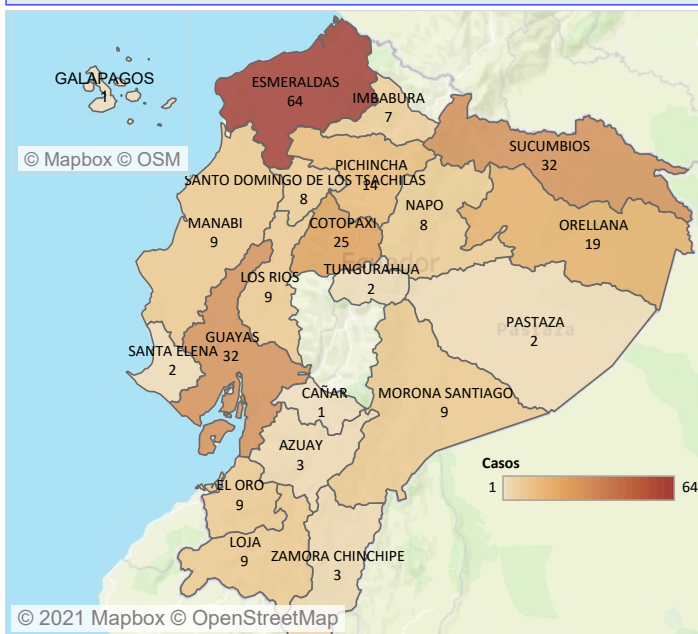 GALAPAGOS
1
© Mapbox © OSM
ESMERALDAS
64
IMBABURA
7
SUCUMBIOS
32
PICHINCHA
14
SANTO DOMINGO DE LOS TSACHILAS
8
NAPO
8
MANABI
9
COTOPAXI
25
ORELLANA
19
Ecuador
TUNGURAHUA
2
LOS RIOS
9
PASTAZA
Pastaza
2
GUAYAS
32
SANTA ELENA
2
CAÑAR
1
MORONA SANTIAGO
9
AZUAY
3
Casos
1 64
EL ORO
9
LOJA
9
ZAMORA CHINCHIPE
3
© 2021 Mapbox © OpenStreetMap